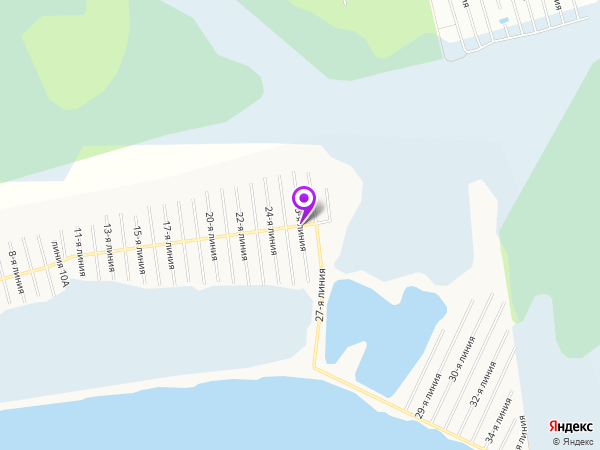 8-я линия
линия 10А
11-я линия
13-я линия
15-я линия
17-я линия
20-я линия
22-я линия
24-я линия
линия
27-я линия
29-я линия
30-я линия
32-я линия
34-я линия
Яндекс
© Яндекс